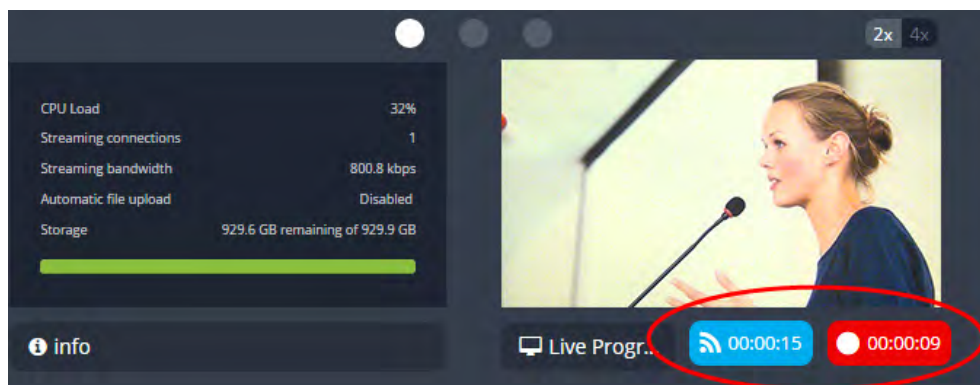 2x 4x
CPU Load 32%
Streaming connections 1
Streaming bandwidth 800.8 kbps
Automatic file upload Disabled
Storage 929.6 GB remaining of 929.9 GB
info
Live Progr... 00:00:15 00:00:09